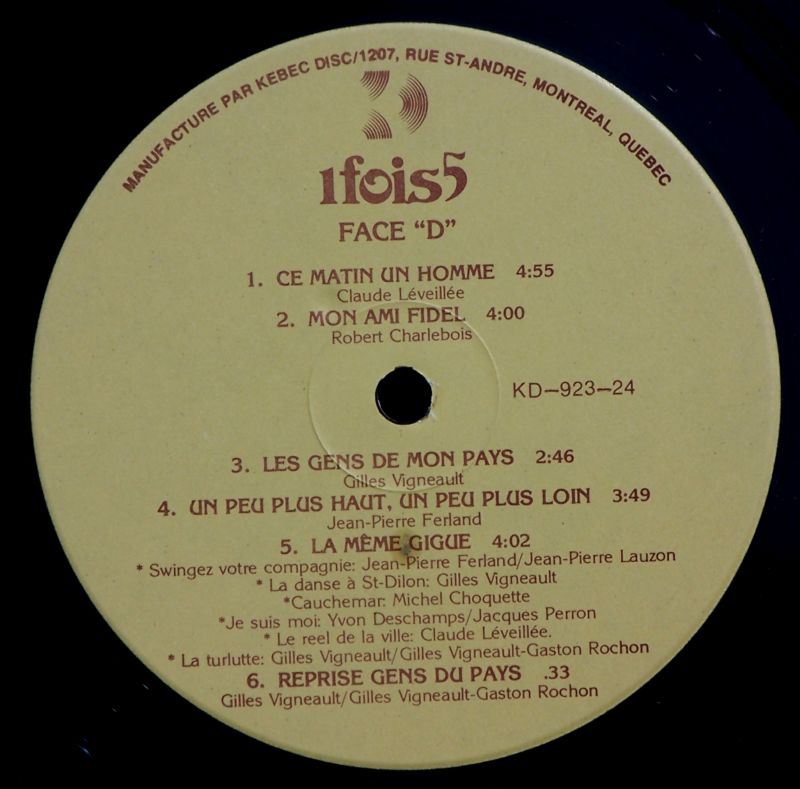 MANUFACTURE PAR KEBEC DISC/1207, RUE ST-ANDRE, MONTREAL, QUEBEC
1fois5
FACE "D"
1. CE MATIN UN HOMME 4:55
Claude Léveillée
2. MON AMI FIDEL 4:00
Robert Charlebois
KD-923-24
3. LES GENS DE MON PAYS 2:46
Gilles Vigneault
4. UN PEU PLUS HAUT, UN PEU PLUS LOIN 3:49
Jean-Pierre Ferland
5. LA MÊME GIGUE 4:02
* Swingez votre compagnie: Jean-Pierre Ferland/Jean-Pierre Lauzon
* La danse à St-Dilon: Gilles Vigneault
*Cauchemar: Michel Choquette
*Je suis moi: Yvon Deschamps/Jacques Perron
* Le reel de la ville: Claude Léveillée.
* La turlutte: Gilles Vigneault/Gilles Vigneault-Gaston Rochon
6. REPRISE GENS DU PAYS .33
Gilles Vigneault/Gilles Vigneault-Gaston Rochon